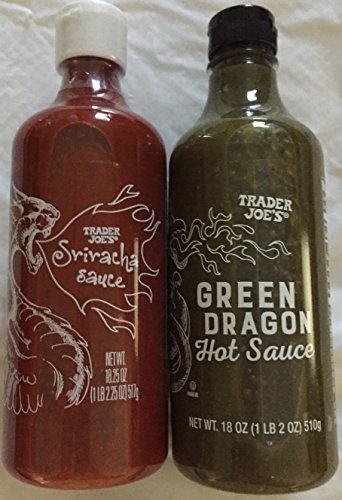 TRADER
JOE'S®
Sriracha
Sauce
NET WT.
18.25 OZ
(1 LB 2.25 OZ) 517g
TRADER
JOE'S®
GREEN
DRAGON
Hot Sauce
NET WT. 18 OZ (1 LB 2 OZ) 510g